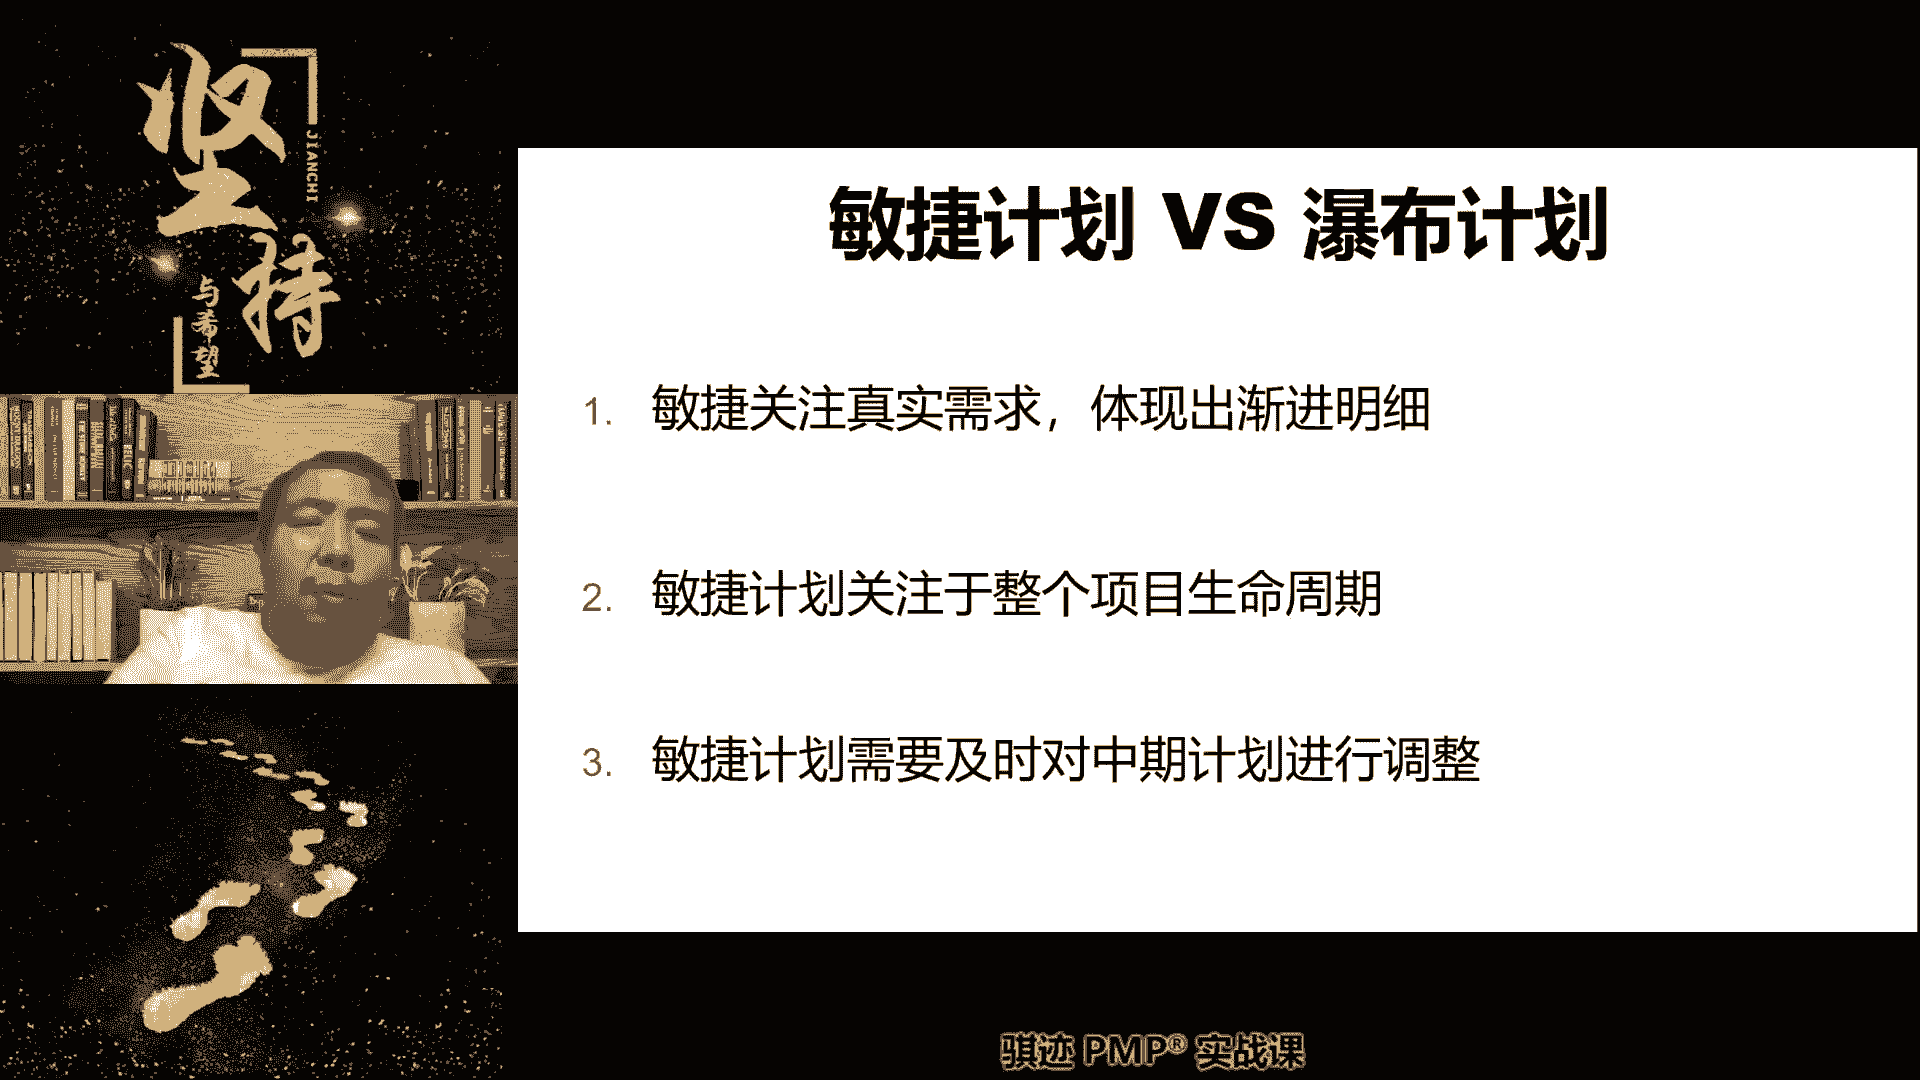 坚持
JIANCHI
与希望
敏捷计划 VS 瀑布计划
1. 敏捷关注真实需求，体现出渐进明细
2. 敏捷计划关注于整个项目生命周期
3. 敏捷计划需要及时对中期计划进行调整
骐迹 PMP® 实战课